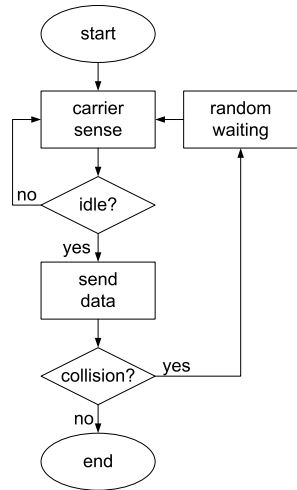 start
carrier
sense
random
waiting
no
idle?
yes
send
data
collision?
yes
no
end